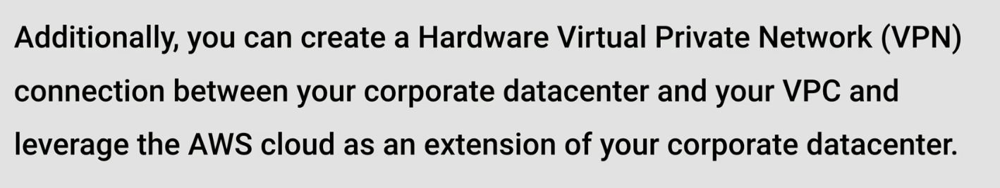 Additionally, you can create a Hardware Virtual Private Network (VPN)
connection between your corporate datacenter and your VPC and
leverage the AWS cloud as an extension of your corporate datacenter.